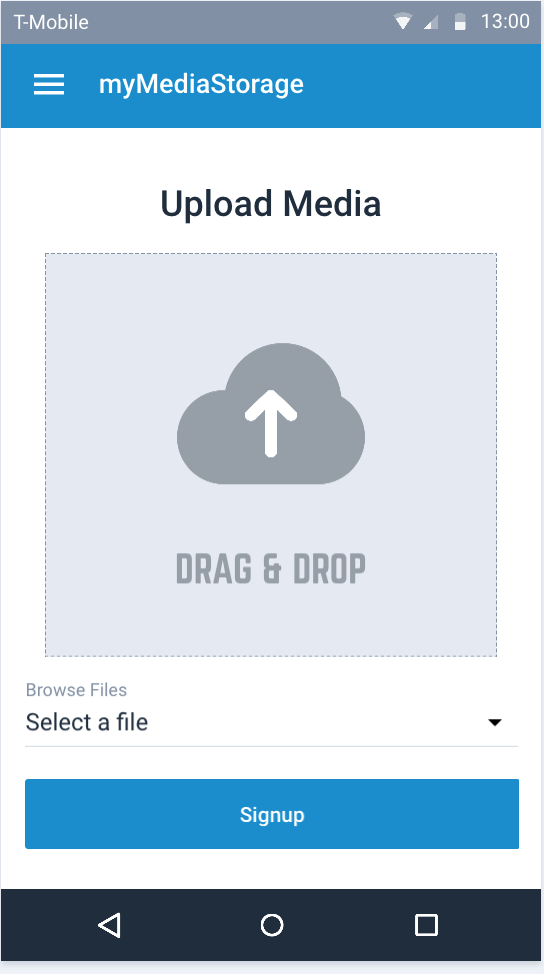 T-Mobile 13:00
myMediaStorage
Upload Media
DRAG & DROP
Browse Files
Select a file
Signup